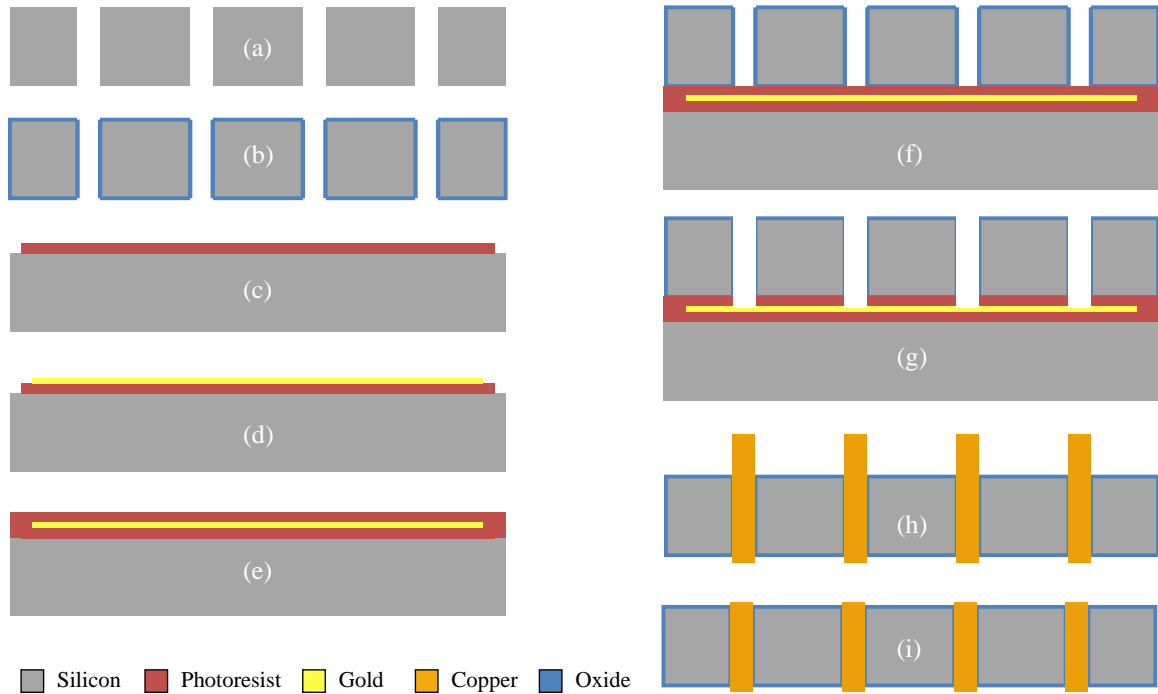 (a)
(b)
(c)
(d)
(e)
(f)
(g)
(h)
(i)
Silicon Photoresist Gold Copper Oxide